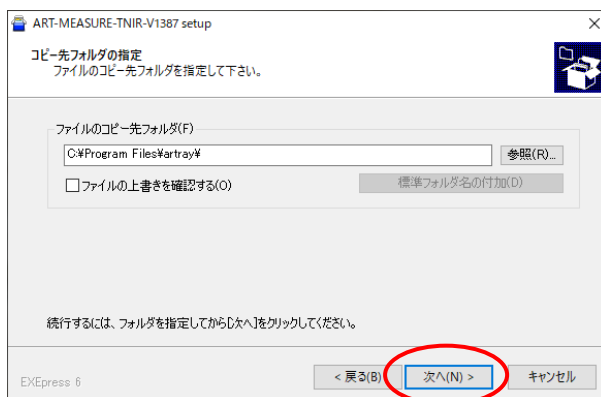 ART-MEASURE-TNIR-V1387 setup
コピー先フォルダの指定
ファイルのコピー先フォルダを指定して下さい。
ファイルのコピー先フォルダ(F)
C:¥Program Files¥artray¥
参照(R)...
ファイルの上書きを確認する(O)
標準フォルダ名の付加(D)
続行するには、フォルダを指定してから[次へ]をクリックしてください。
EXEpress 6
< 戻る(B)
次へ(N) >
キャンセル